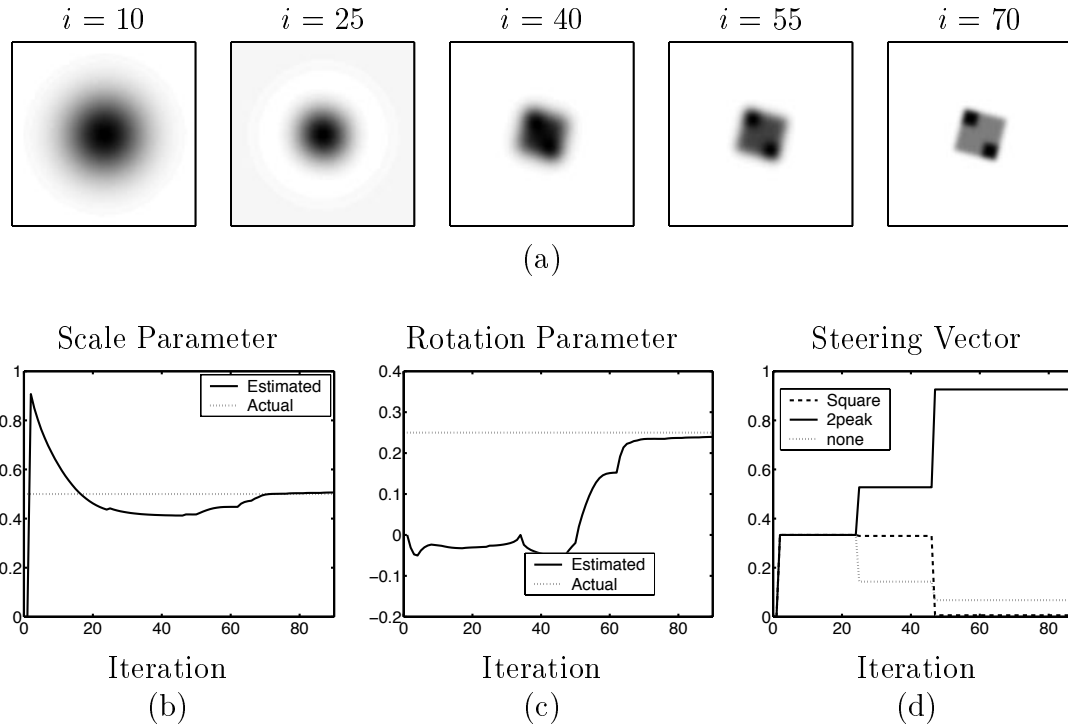 i = 10
i = 25
i = 40
i = 55
i = 70
(a)
Scale Parameter
Rotation Parameter
Steering Vector
1
0.8
0.6
0.4
0.2
0
0
20
40
60
80
Estimated
Actual
Iteration
(b)
0.4
0.3
0.2
0.1
0
−0.1
−0.2
0
20
40
60
80
Estimated
Actual
Iteration
(c)
1
0.8
0.6
0.4
0.2
0
0
20
40
60
80
Square
2peak
none
Iteration
(d)